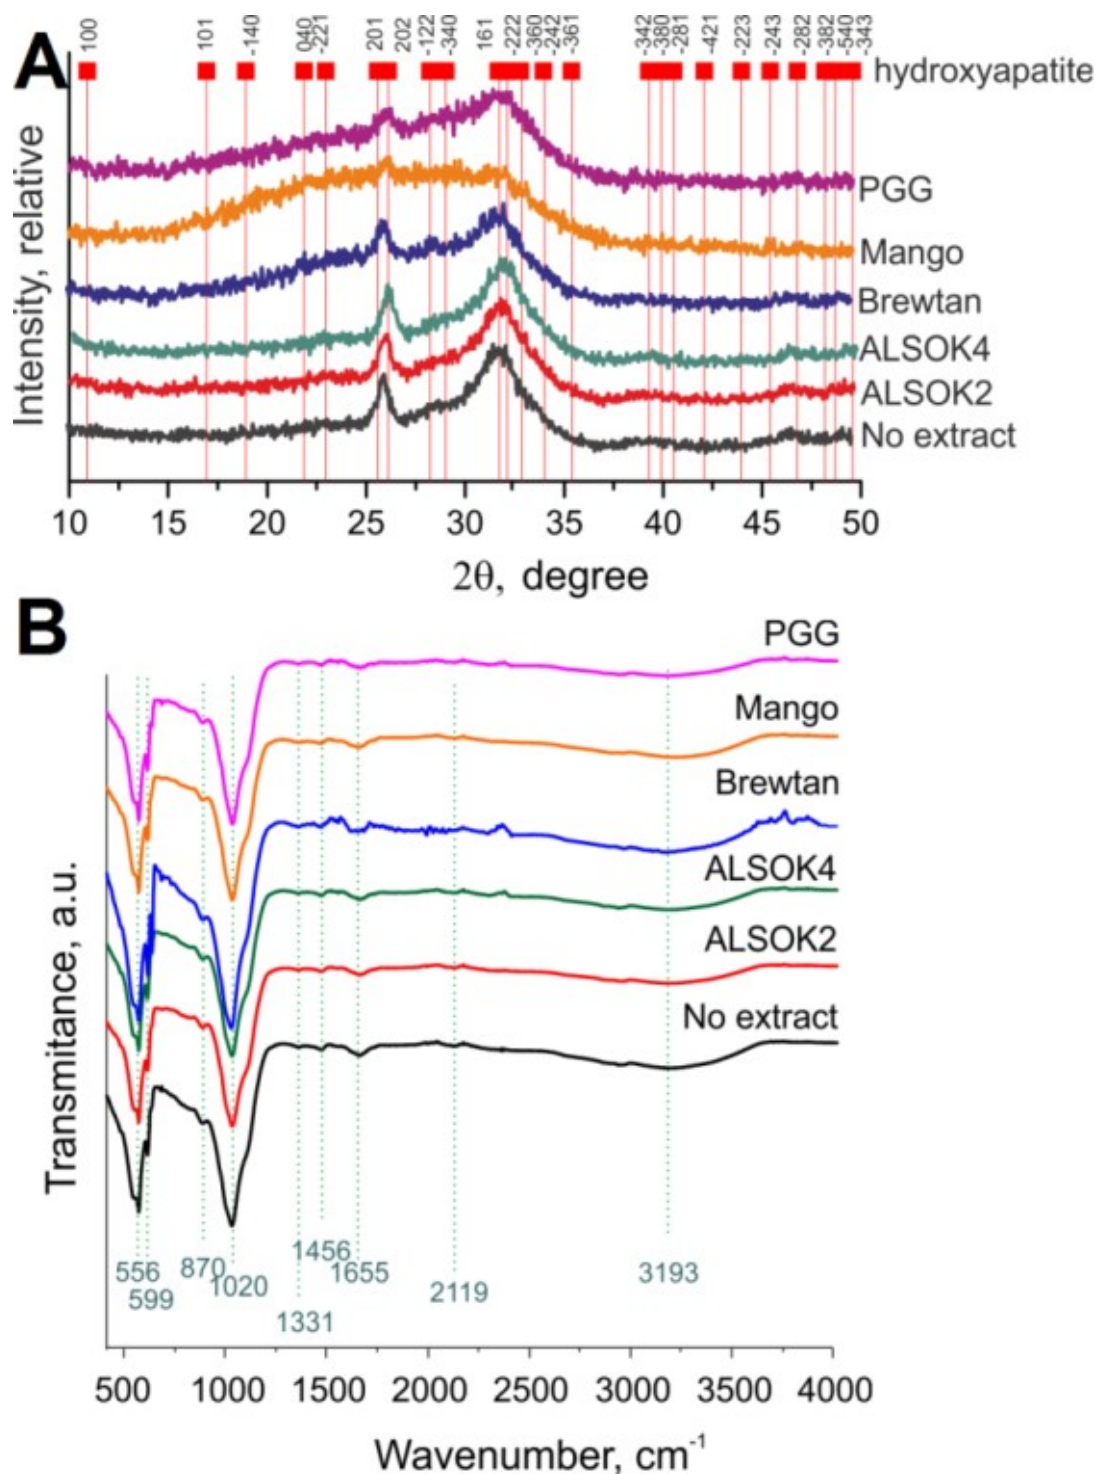 A
100 101 -140 040 -221 201 202 -122 -340 161 -222 -360 -242 -361 -342 -380 -281 -421 -223 -243 -282 -382 -540 -343
hydroxyapatite
PGG
Mango
Brewtan
ALSOK4
ALSOK2
No extract
Intensity, relative
10 15 20 25 30 35 40 45 50
2θ, degree
B
PGG
Mango
Brewtan
ALSOK4
ALSOK2
No extract
Transmitance, a.u.
556 599 870 1020 1331 1456 1655 2119 3193
500 1000 1500 2000 2500 3000 3500 4000
Wavenumber, cm⁻¹